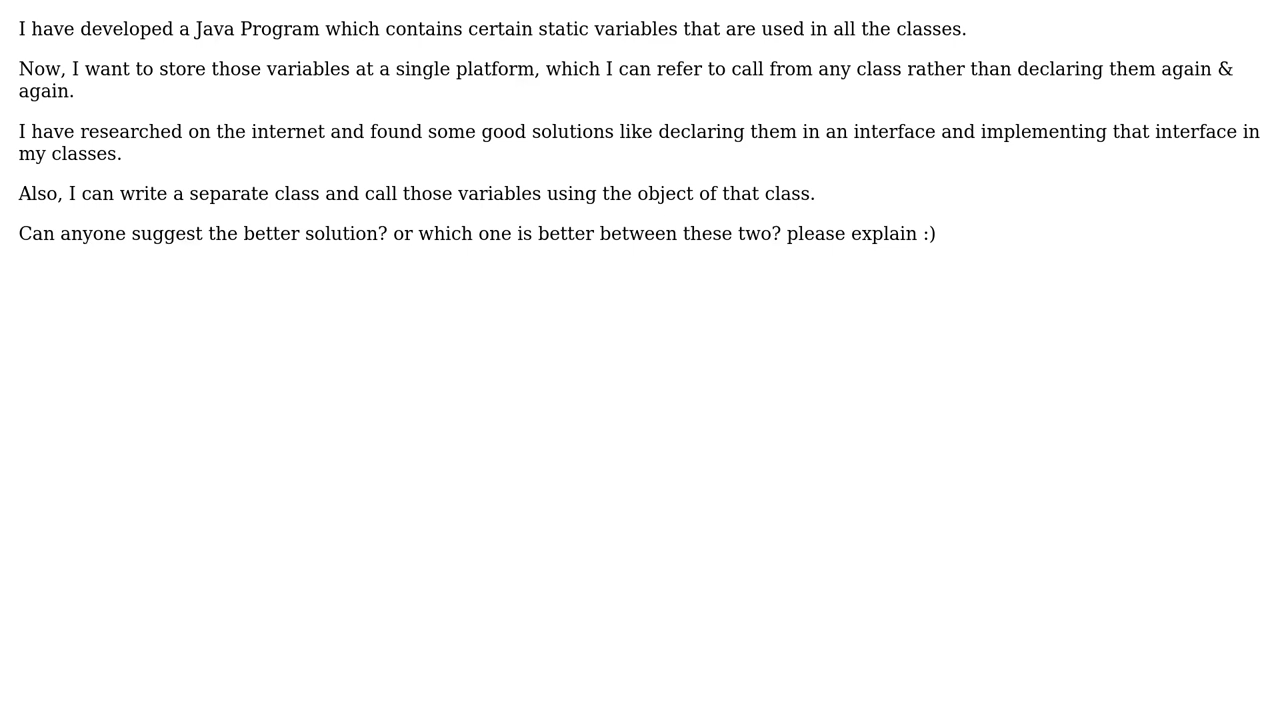 I have developed a Java Program which contains certain static variables that are used in all the classes.
Now, I want to store those variables at a single platform, which I can refer to call from any class rather than declaring them again &
again.
I have researched on the internet and found some good solutions like declaring them in an interface and implementing that interface in
my classes.
Also, I can write a separate class and call those variables using the object of that class.
Can anyone suggest the better solution? or which one is better between these two? please explain :)